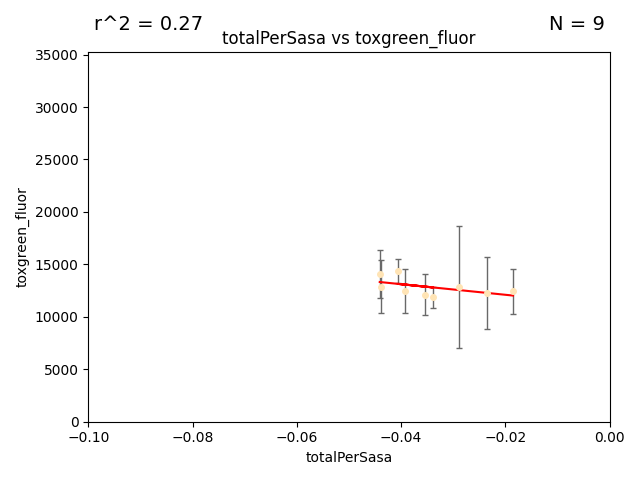 r^2 = 0.27
N = 9
totalPerSasa vs toxgreen_fluor
35000
30000
25000
20000
15000
10000
5000
0
toxgreen_fluor
−0.10
−0.08
−0.06
−0.04
−0.02
0.00
totalPerSasa